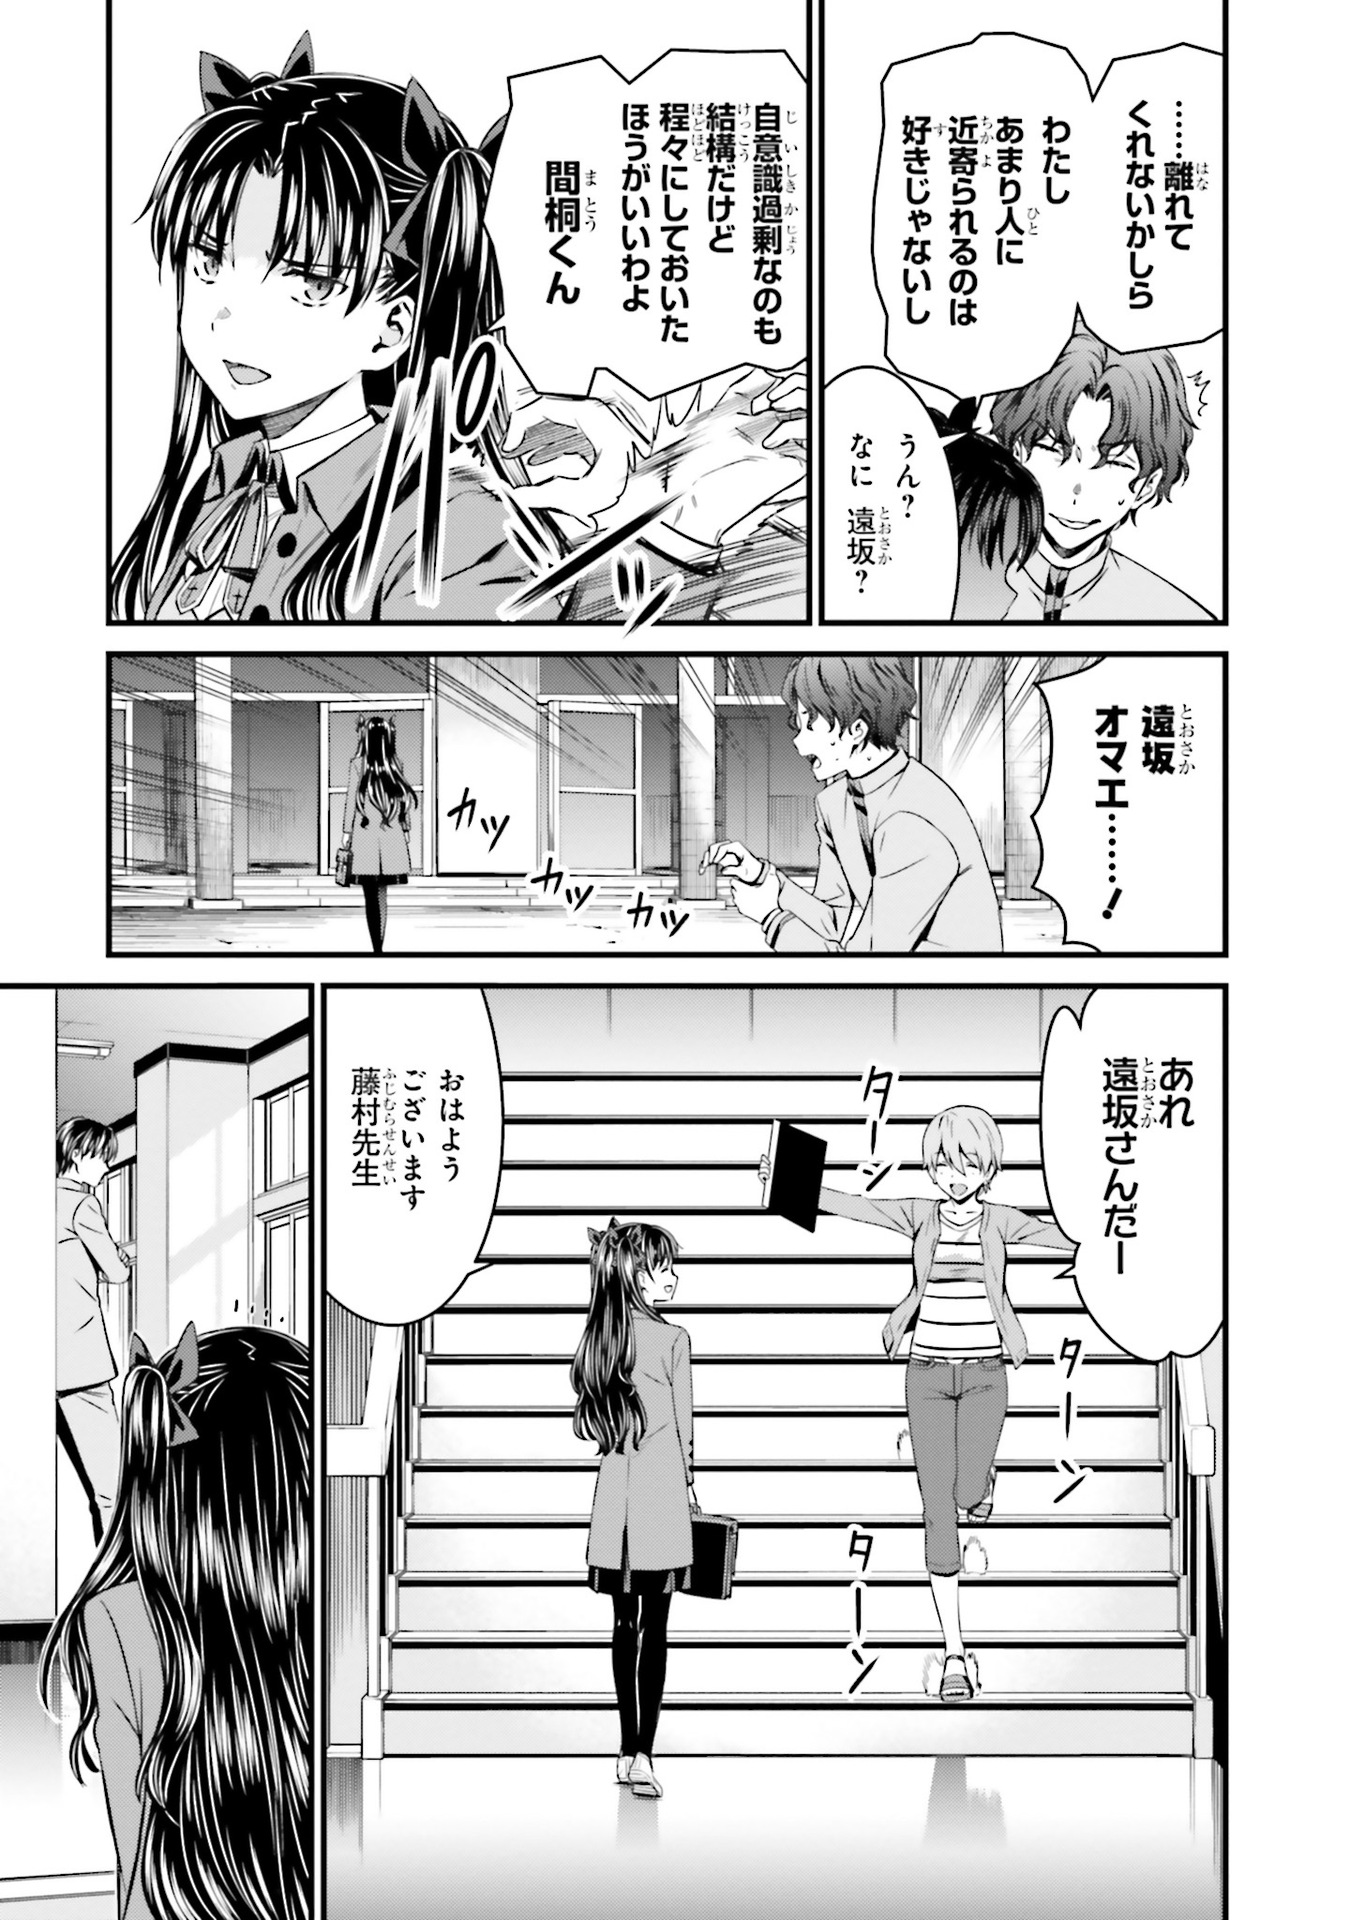 ……離れて
くれないかしら
わたし
あまり人に
近寄られるのは
好きじゃないし
うん？
なに 遠坂？
自意識過剰なのも
結構だけど
程々にしておいた
ほうがいいわよ
間桐くん
遠坂
オマエ……！
カッ
カッ
カッ
あれ
遠坂さんだー
ターン
ターン
ターン
おはよう
ございます
藤村先生